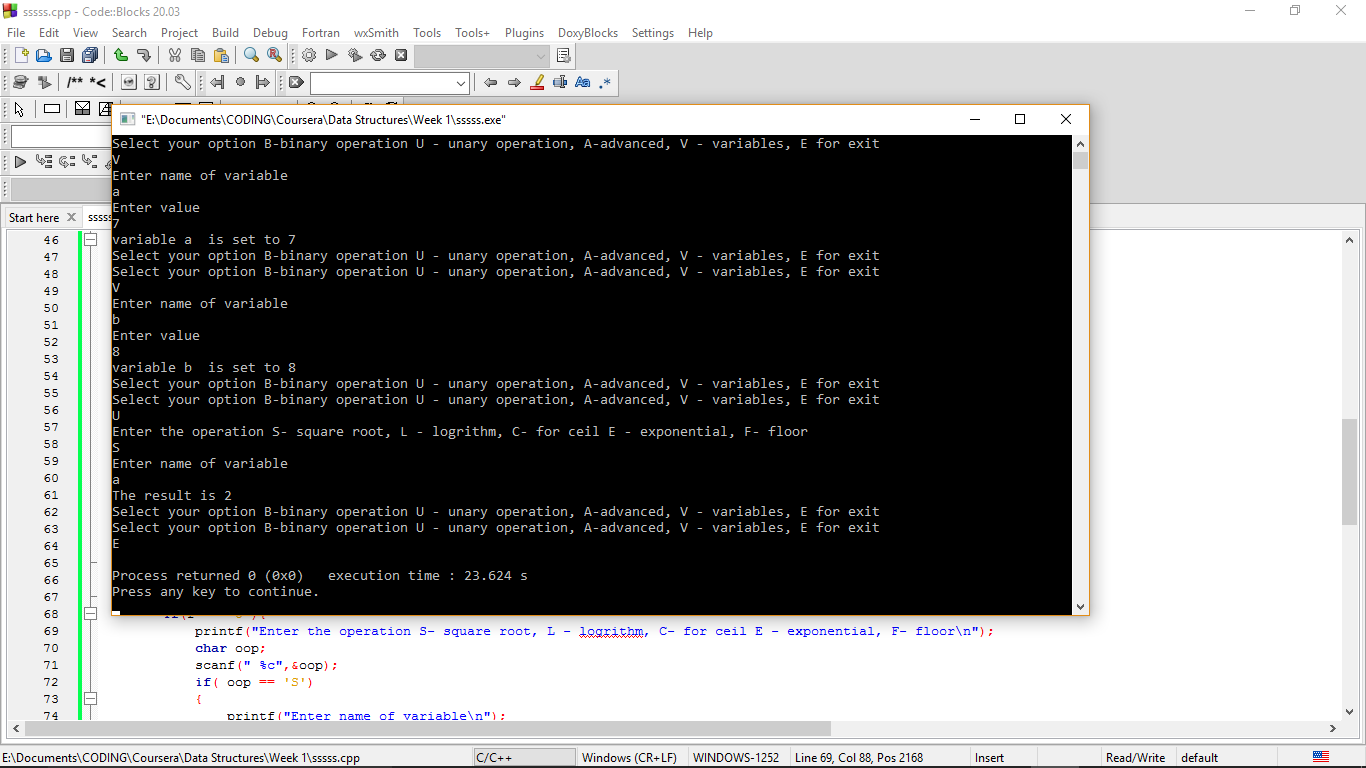 sssss.cpp - Code::Blocks 20.03
File Edit View Search Project Build Debug Fortran wxSmith Tools Tools+ Plugins DoxyBlocks Settings Help
/** *<
.*
"E:\Documents\CODING\Coursera\Data Structures\Week 1\sssss.exe"
Select your option B-binary operation U - unary operation, A-advanced, V - variables, E for exit
V
Enter name of variable
a
Enter value
7
variable a  is set to 7
Select your option B-binary operation U - unary operation, A-advanced, V - variables, E for exit
Select your option B-binary operation U - unary operation, A-advanced, V - variables, E for exit
V
Enter name of variable
b
Enter value
8
variable b  is set to 8
Select your option B-binary operation U - unary operation, A-advanced, V - variables, E for exit
Select your option B-binary operation U - unary operation, A-advanced, V - variables, E for exit
U
Enter the operation S- square root, L - logrithm, C- for ceil E - exponential, F- floor
S
Enter name of variable
a
The result is 2
Select your option B-binary operation U - unary operation, A-advanced, V - variables, E for exit
Select your option B-binary operation U - unary operation, A-advanced, V - variables, E for exit
E
Process returned 0 (0x0)   execution time : 23.624 s
Press any key to continue.
Start here sssss
46
47
48
49
50
51
52
53
54
55
56
57
58
59
60
61
62
63
64
65
66
67
68
69 printf("Enter the operation S- square root, L - logrithm, C- for ceil E - exponential, F- floor\n");
70 char oop;
71 scanf(" %c",&oop);
72 if( oop == 'S')
73 {
74 printf("Enter name of variable\n");
E:\Documents\CODING\Coursera\Data Structures\Week 1\sssss.cpp C/C++ Windows (CR+LF) WINDOWS-1252 Line 69, Col 88, Pos 2168 Insert Read/Write default